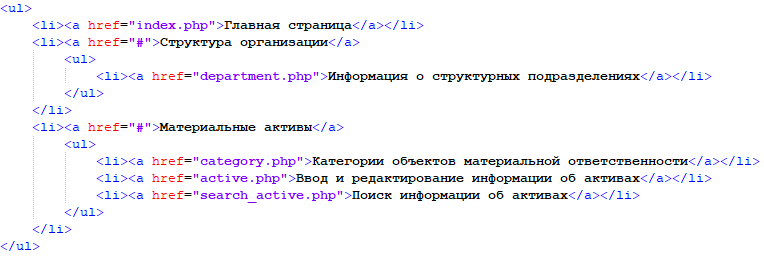 <ul>
<li><a href="index.php">Главная страница</a></li>
<li><a href="#">Структура организации</a>
<ul>
<li><a href="department.php">Информация о структурных подразделениях</a></li>
</ul>
</li>
<li><a href="#">Материальные активы</a>
<ul>
<li><a href="category.php">Категории объектов материальной ответственности</a></li>
<li><a href="active.php">Ввод и редактирование информации об активах</a></li>
<li><a href="search_active.php">Поиск информации об активах</a></li>
</ul>
</li>
</ul>